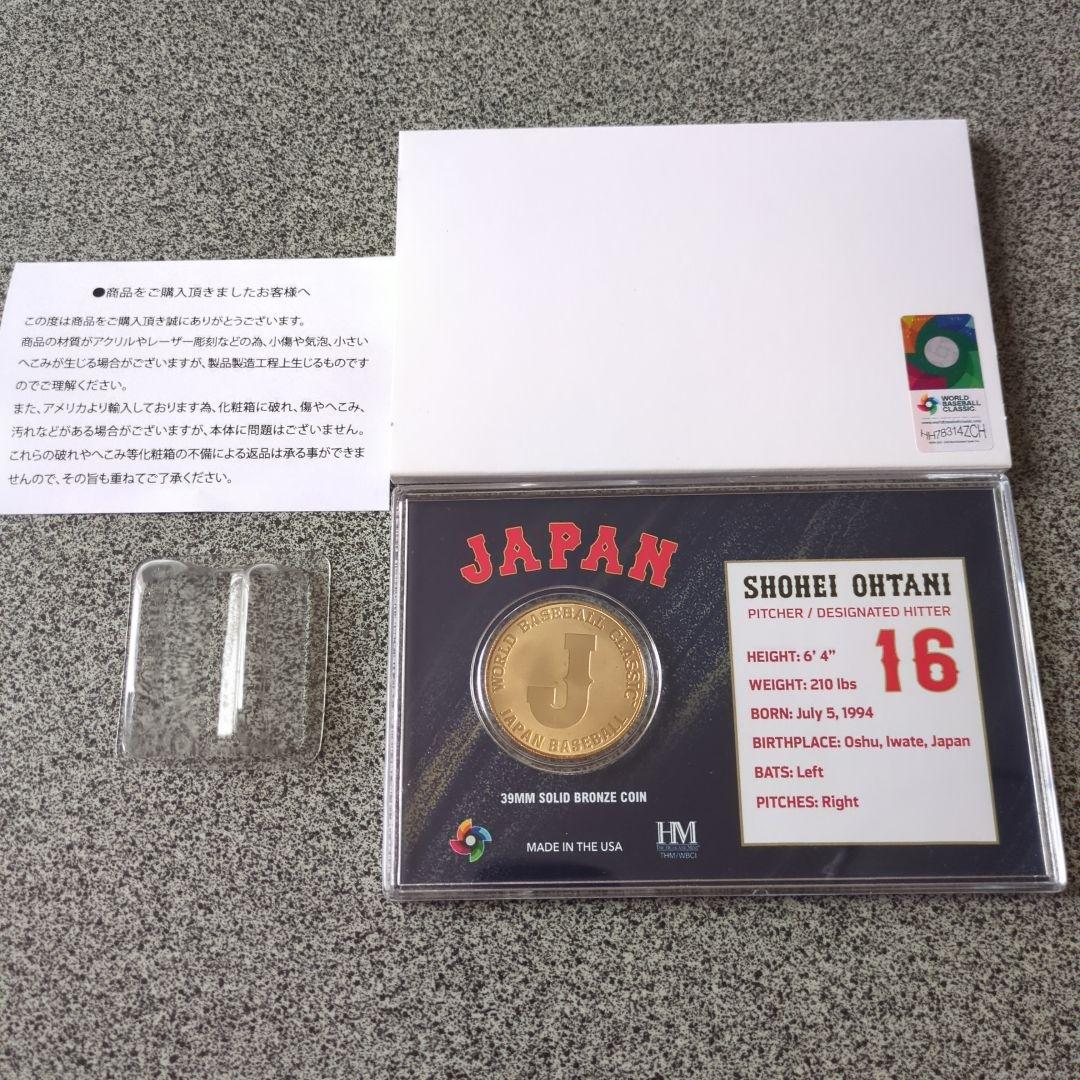 ●商品をご購入頂きましたお客様へ
この度は商品をご購入頂き誠にありがとうございます。
商品の材質がアクリルやレーザー彫刻などの為、小傷や気泡、小さい
へこみが生じる場合がございますが、製品製造工程上生じるものです
のでご理解ください。
また、アメリカより輸入しております為、化粧箱に破れ、傷やへこみ、
汚れなどがある場合がございますが、本体に問題はございません。
これらの破れやへこみ等化粧箱の不備による返品は承る事ができま
せんので、その旨も重ねてご了承ください。
WORLD
BASEBALL
CLASSIC
HH78314ZCH
JAPAN
WORLD BASEBALL CLASSIC
J
JAPAN BASEBALL
39MM SOLID BRONZE COIN
MADE IN THE USA
HM
THE HIGHLAND MINT
THM/WBCI
SHOHEI OHTANI
PITCHER / DESIGNATED HITTER
16
HEIGHT: 6' 4"
WEIGHT: 210 lbs
BORN: July 5, 1994
BIRTHPLACE: Oshu, Iwate, Japan
BATS: Left
PITCHES: Right